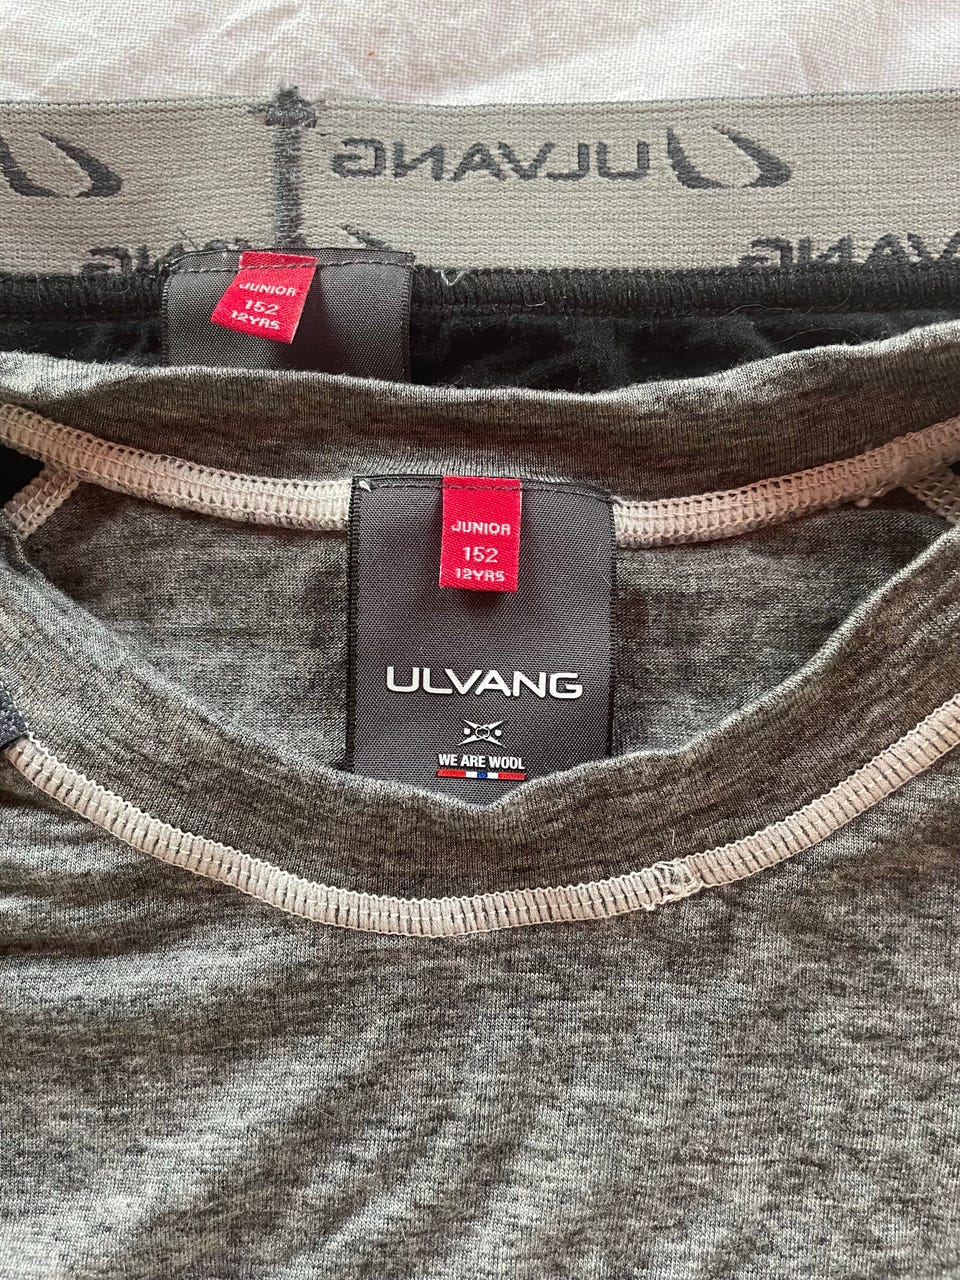 ULVANG
ULVANG
JUNIOR
152
12YRS
JUNIOR
152
12YRS
ULVANG
WE ARE WOOL